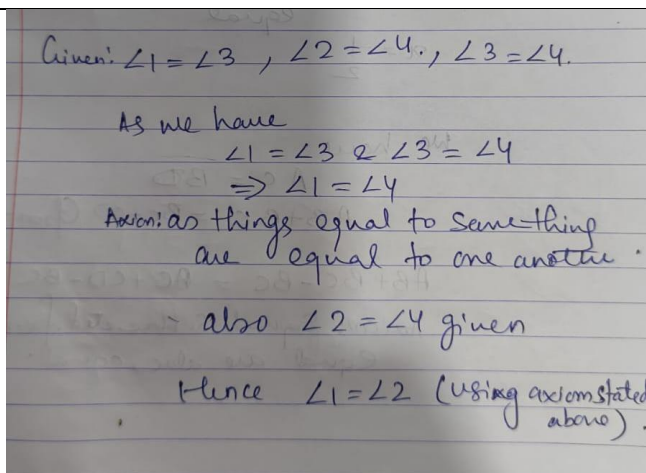 Given: ∠1 = ∠3 , ∠2 = ∠4. , ∠3 = ∠4.
As we have
∠1 = ∠3 & ∠3 = ∠4
=> ∠1 = ∠4
Axiom: as things equal to same thing
are equal to one another.
also ∠2 = ∠4 given
Hence ∠1 = ∠2 (using axiom stated
above).